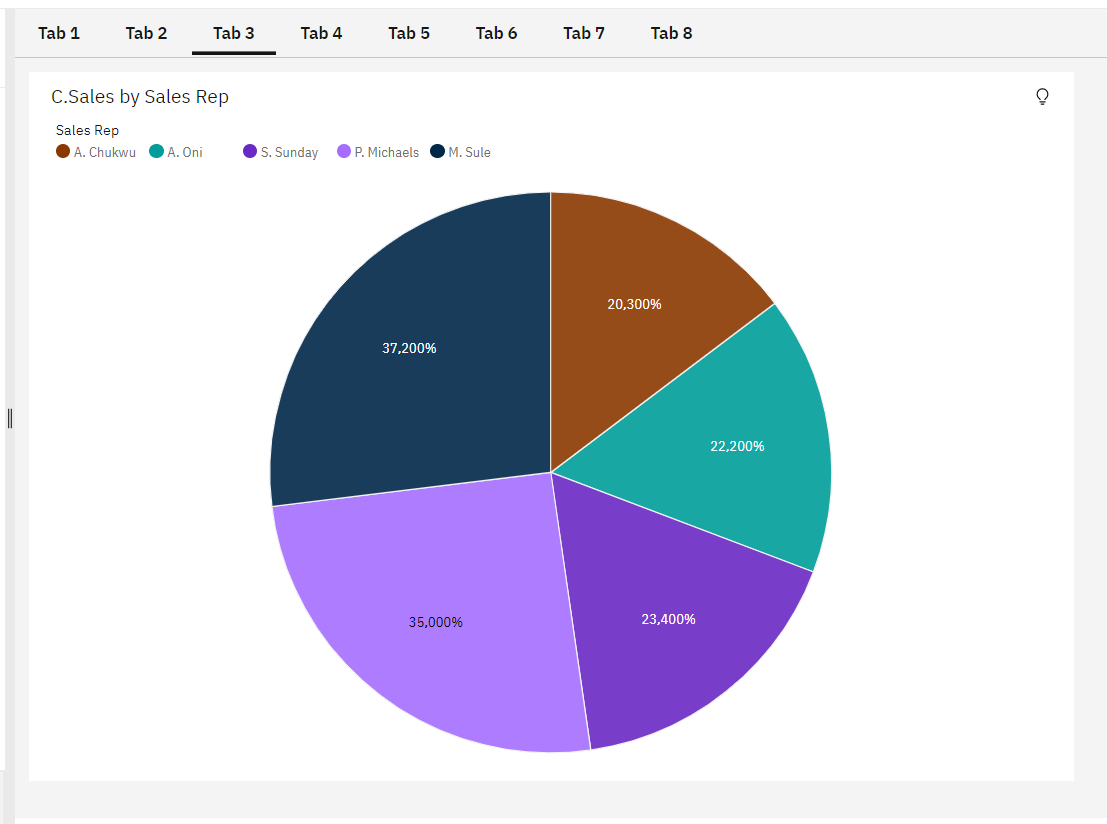 Tab 1 Tab 2 Tab 3 Tab 4 Tab 5 Tab 6 Tab 7 Tab 8
C.Sales by Sales Rep
Sales Rep
A. Chukwu A. Oni S. Sunday P. Michaels M. Sule
20,300%
37,200%
22,200%
23,400%
35,000%